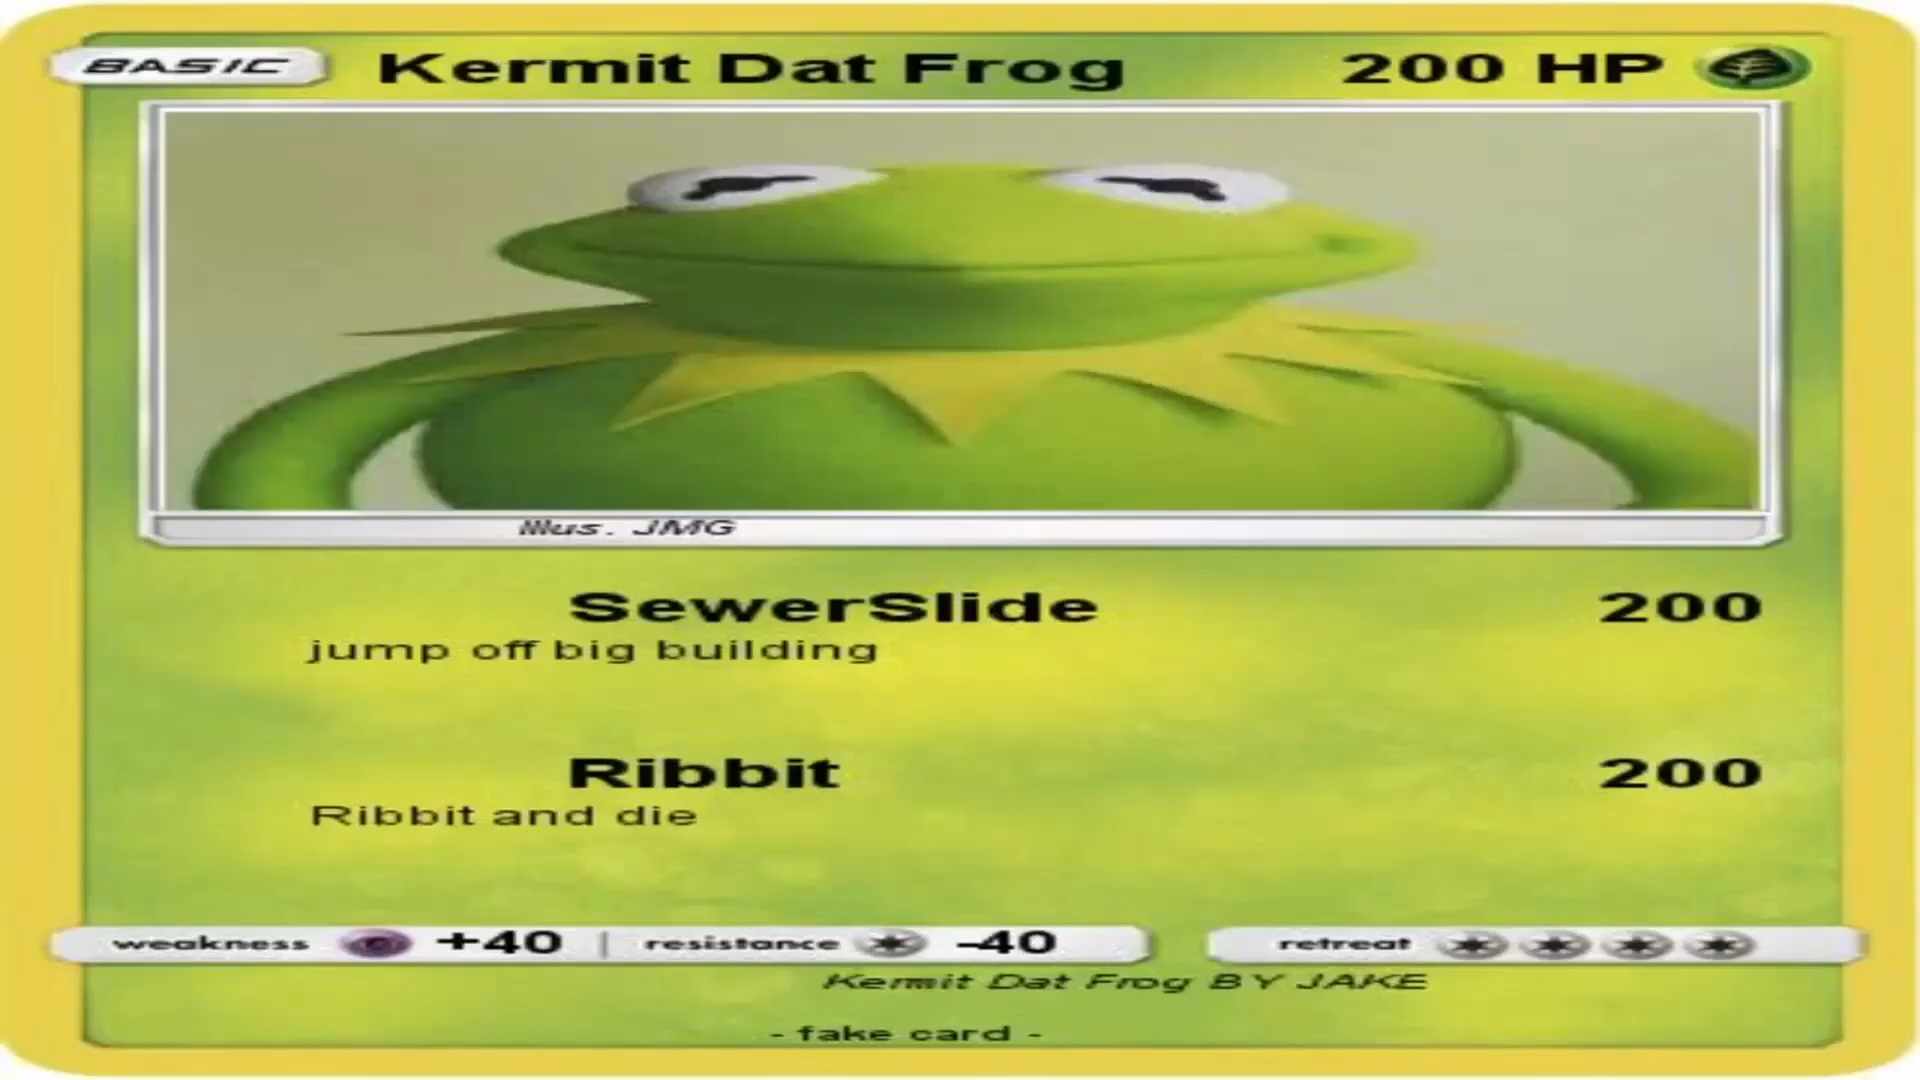 BASIC
Kermit Dat Frog
200 HP
Illus. JMG
SewerSlide 200
jump off big building
Ribbit 200
Ribbit and die
weakness +40 resistance -40 retreat
Kermit Dat Frog BY JAKE
- fake card -